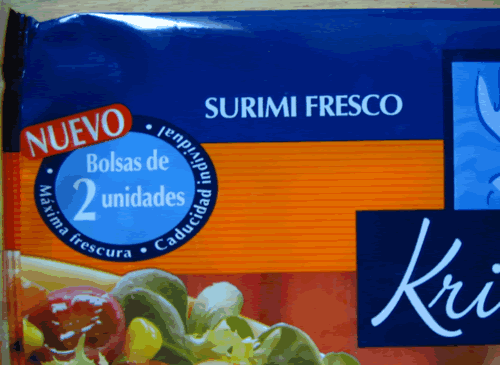 SURIMI FRESCO
NUEVO
Bolsas de
2 unidades
• Máxima frescura • Caducidad individual •
Kri